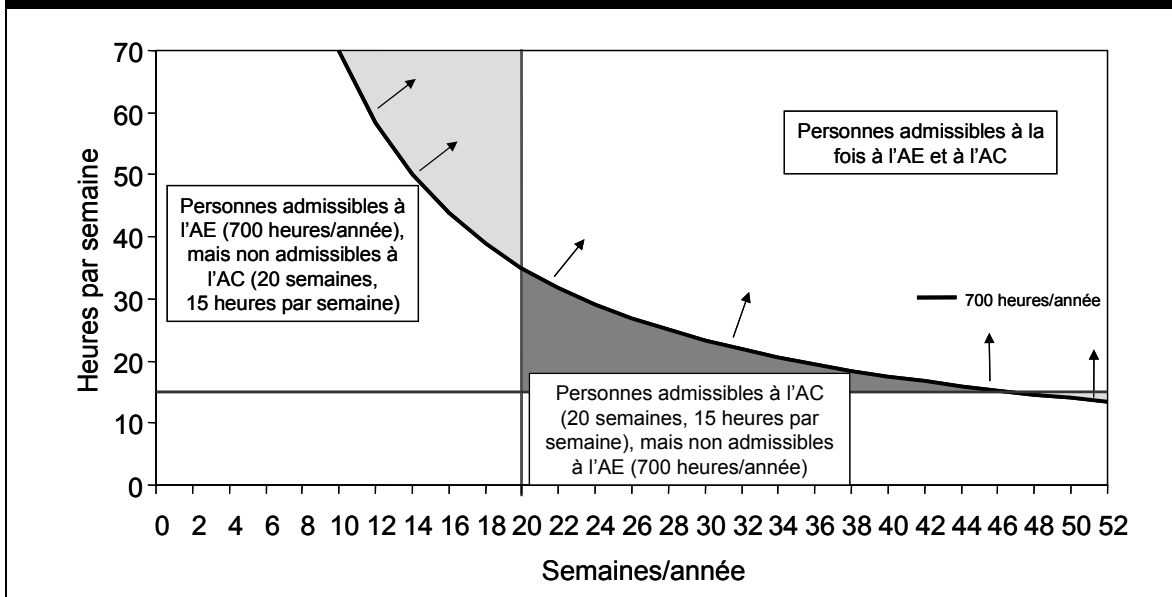 70
60
50
40
30
20
10
0
Heures par semaine
Personnes admissibles à
l'AE (700 heures/année),
mais non admissibles à
l'AC (20 semaines,
15 heures par semaine)
Personnes admissibles à la
fois à l'AE et à l'AC
700 heures/année
Personnes admissibles à l'AC
(20 semaines, 15 heures par
semaine), mais non admissibles
à l'AE (700 heures/année)
0 2 4 6 8 10 12 14 16 18 20 22 24 26 28 30 32 34 36 38 40 42 44 46 48 50 52
Semaines/année